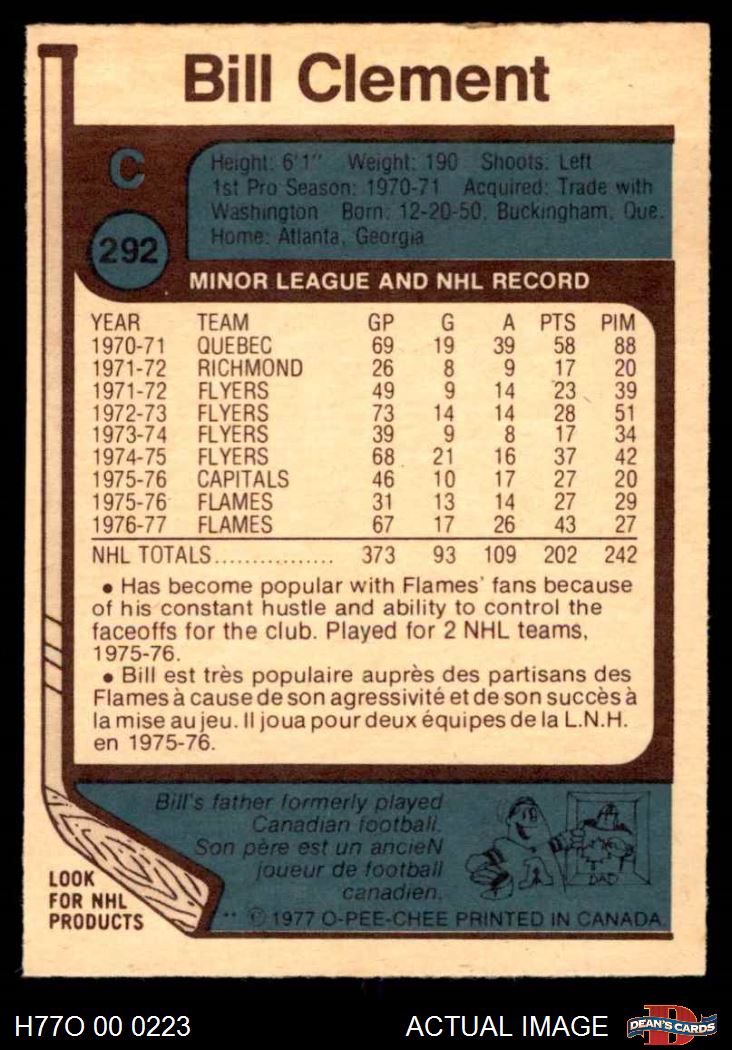 Bill Clement
C
Height: 6'1" Weight: 190 Shoots: Left
1st Pro Season: 1970-71 Acquired: Trade with
Washington Born: 12-20-50, Buckingham, Que.
Home: Atlanta, Georgia
292
MINOR LEAGUE AND NHL RECORD
YEAR TEAM GP G A PTS PIM
1970-71 QUEBEC 69 19 39 58 88
1971-72 RICHMOND 26 8 9 17 20
1971-72 FLYERS 49 9 14 23 39
1972-73 FLYERS 73 14 14 28 51
1973-74 FLYERS 39 9 8 17 34
1974-75 FLYERS 68 21 16 37 42
1975-76 CAPITALS 46 10 17 27 20
1975-76 FLAMES 31 13 14 27 29
1976-77 FLAMES 67 17 26 43 27
NHL TOTALS................ 373 93 109 202 242
• Has become popular with Flames' fans because
of his constant hustle and ability to control the
faceoffs for the club. Played for 2 NHL teams,
1975-76.
• Bill est très populaire auprès des partisans des
Flames à cause de son agressivité et de son succès à
la mise au jeu. Il joua pour deux équipes de la L.N.H.
en 1975-76.
Bill's father formerly played
Canadian football.
Son père est un ancieN
joueur de football
canadien.
DAD
LOOK
FOR NHL
PRODUCTS
** © 1977 O-PEE-CHEE PRINTED IN CANADA
H77O 00 0223 ACTUAL IMAGE
D
DEAN'S CARDS